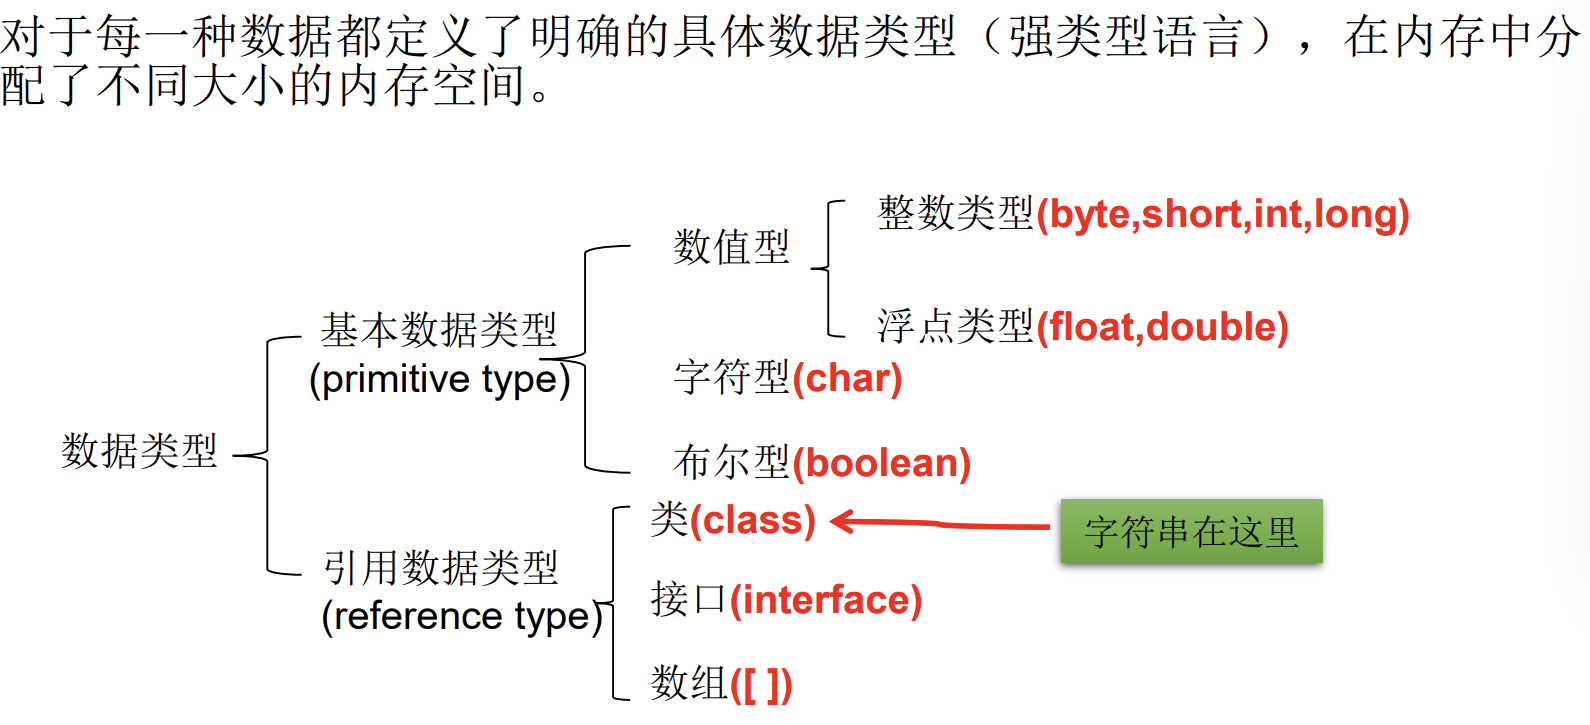 对于每一种数据都定义了明确的具体数据类型（强类型语言），在内存中分
配了不同大小的内存空间。
整数类型(byte,short,int,long)
数值型
浮点类型(float,double)
基本数据类型
(primitive type)
字符型(char)
布尔型(boolean)
数据类型
类(class)
字符串在这里
引用数据类型
(reference type)
接口(interface)
数组([ ])